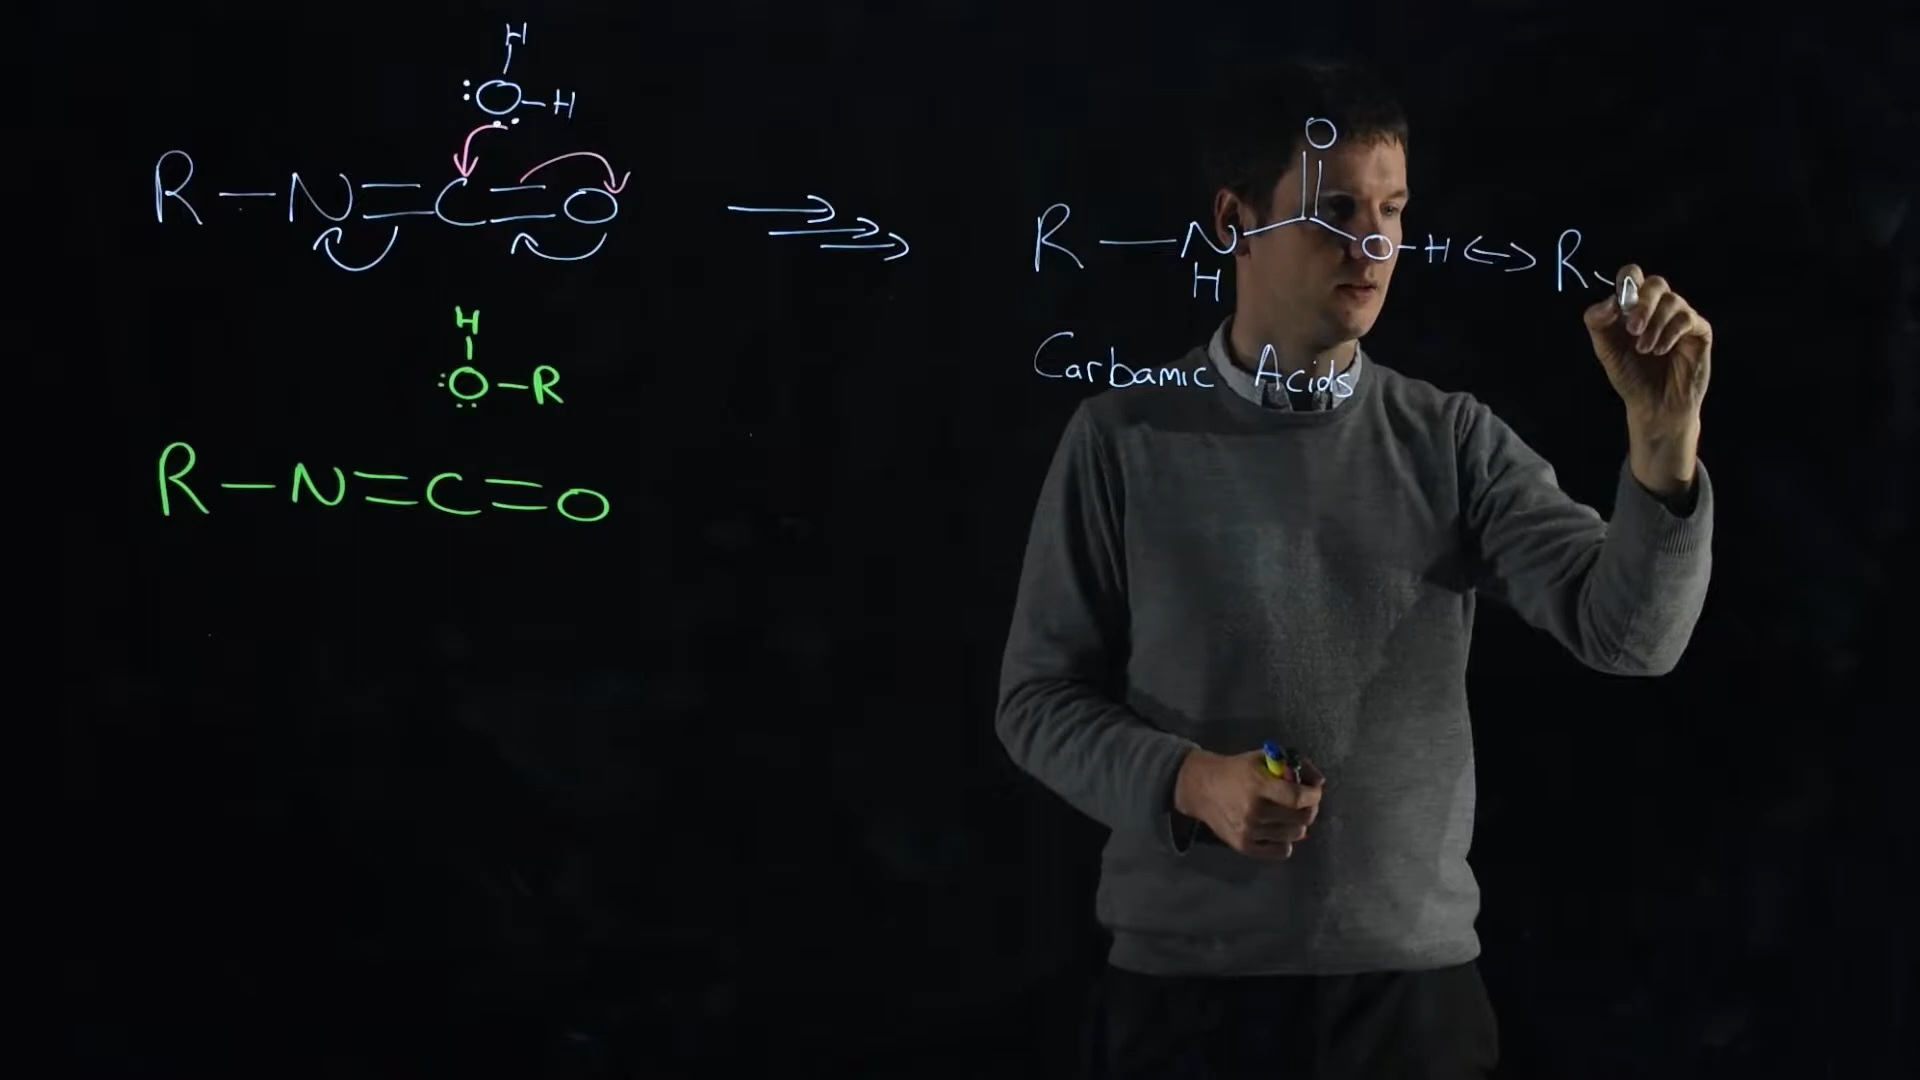 H
:O-H
R-N=C=O
O
R-N-O-H <-> R
H
Carbamic Acids
H
:O-R
R-N=C=O